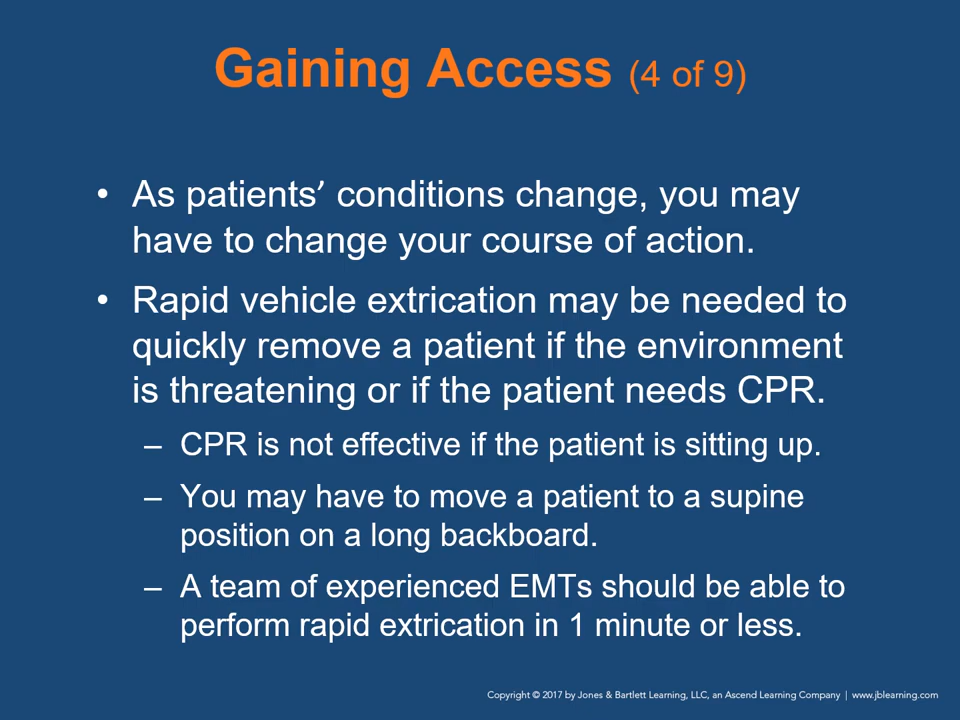 Gaining Access (4 of 9)
• As patients’ conditions change, you may
have to change your course of action.
• Rapid vehicle extrication may be needed to
quickly remove a patient if the environment
is threatening or if the patient needs CPR.
– CPR is not effective if the patient is sitting up.
– You may have to move a patient to a supine
position on a long backboard.
– A team of experienced EMTs should be able to
perform rapid extrication in 1 minute or less.
Copyright © 2017 by Jones & Bartlett Learning, LLC, an Ascend Learning Company | www.jblearning.com